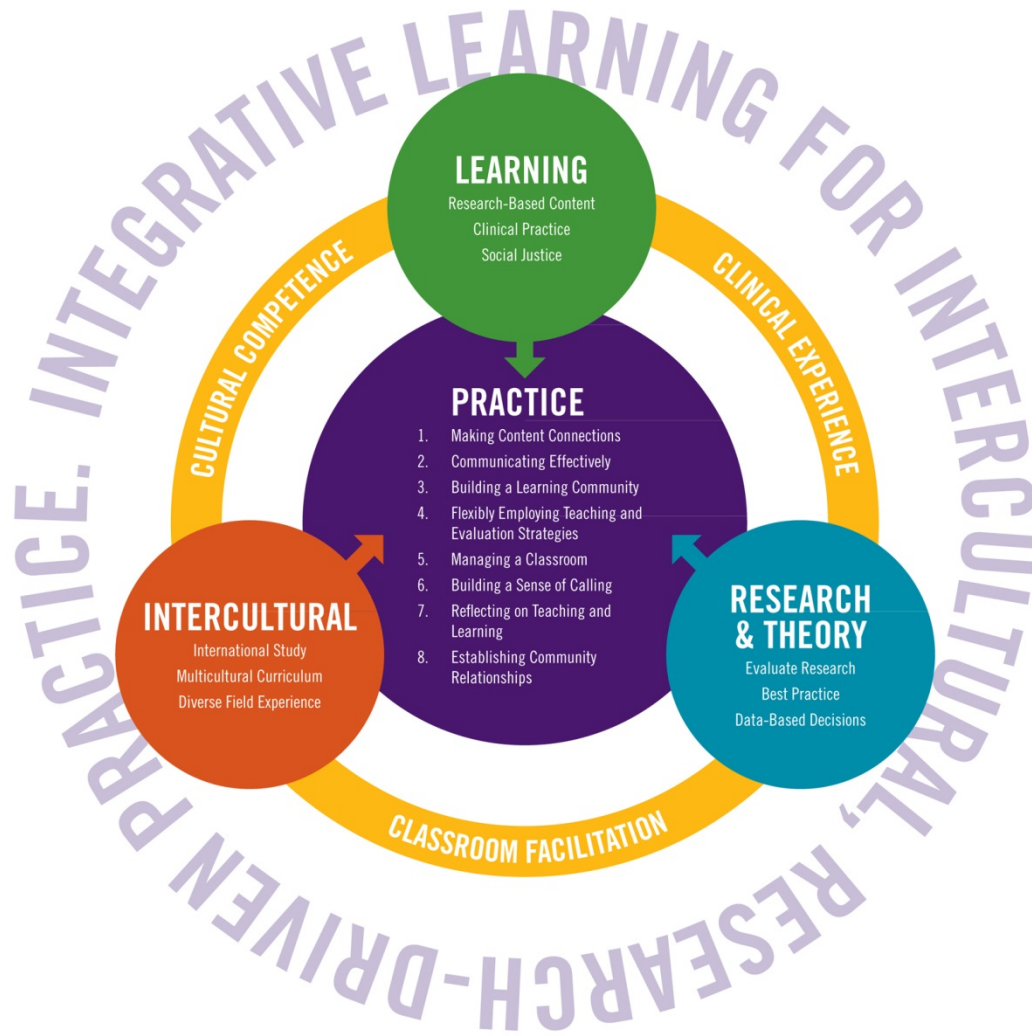 INTEGRATIVE LEARNING FOR INTERCULTURAL, RESEARCH-DRIVEN PRACTICE.
LEARNING
Research-Based Content
Clinical Practice
Social Justice
CULTURAL COMPETENCE
CLINICAL EXPERIENCE
PRACTICE
1. Making Content Connections
2. Communicating Effectively
3. Building a Learning Community
4. Flexibly Employing Teaching and
Evaluation Strategies
5. Managing a Classroom
6. Building a Sense of Calling
7. Reflecting on Teaching and
Learning
8. Establishing Community
Relationships
INTERCULTURAL
International Study
Multicultural Curriculum
Diverse Field Experience
RESEARCH
& THEORY
Evaluate Research
Best Practice
Data-Based Decisions
CLASSROOM FACILITATION